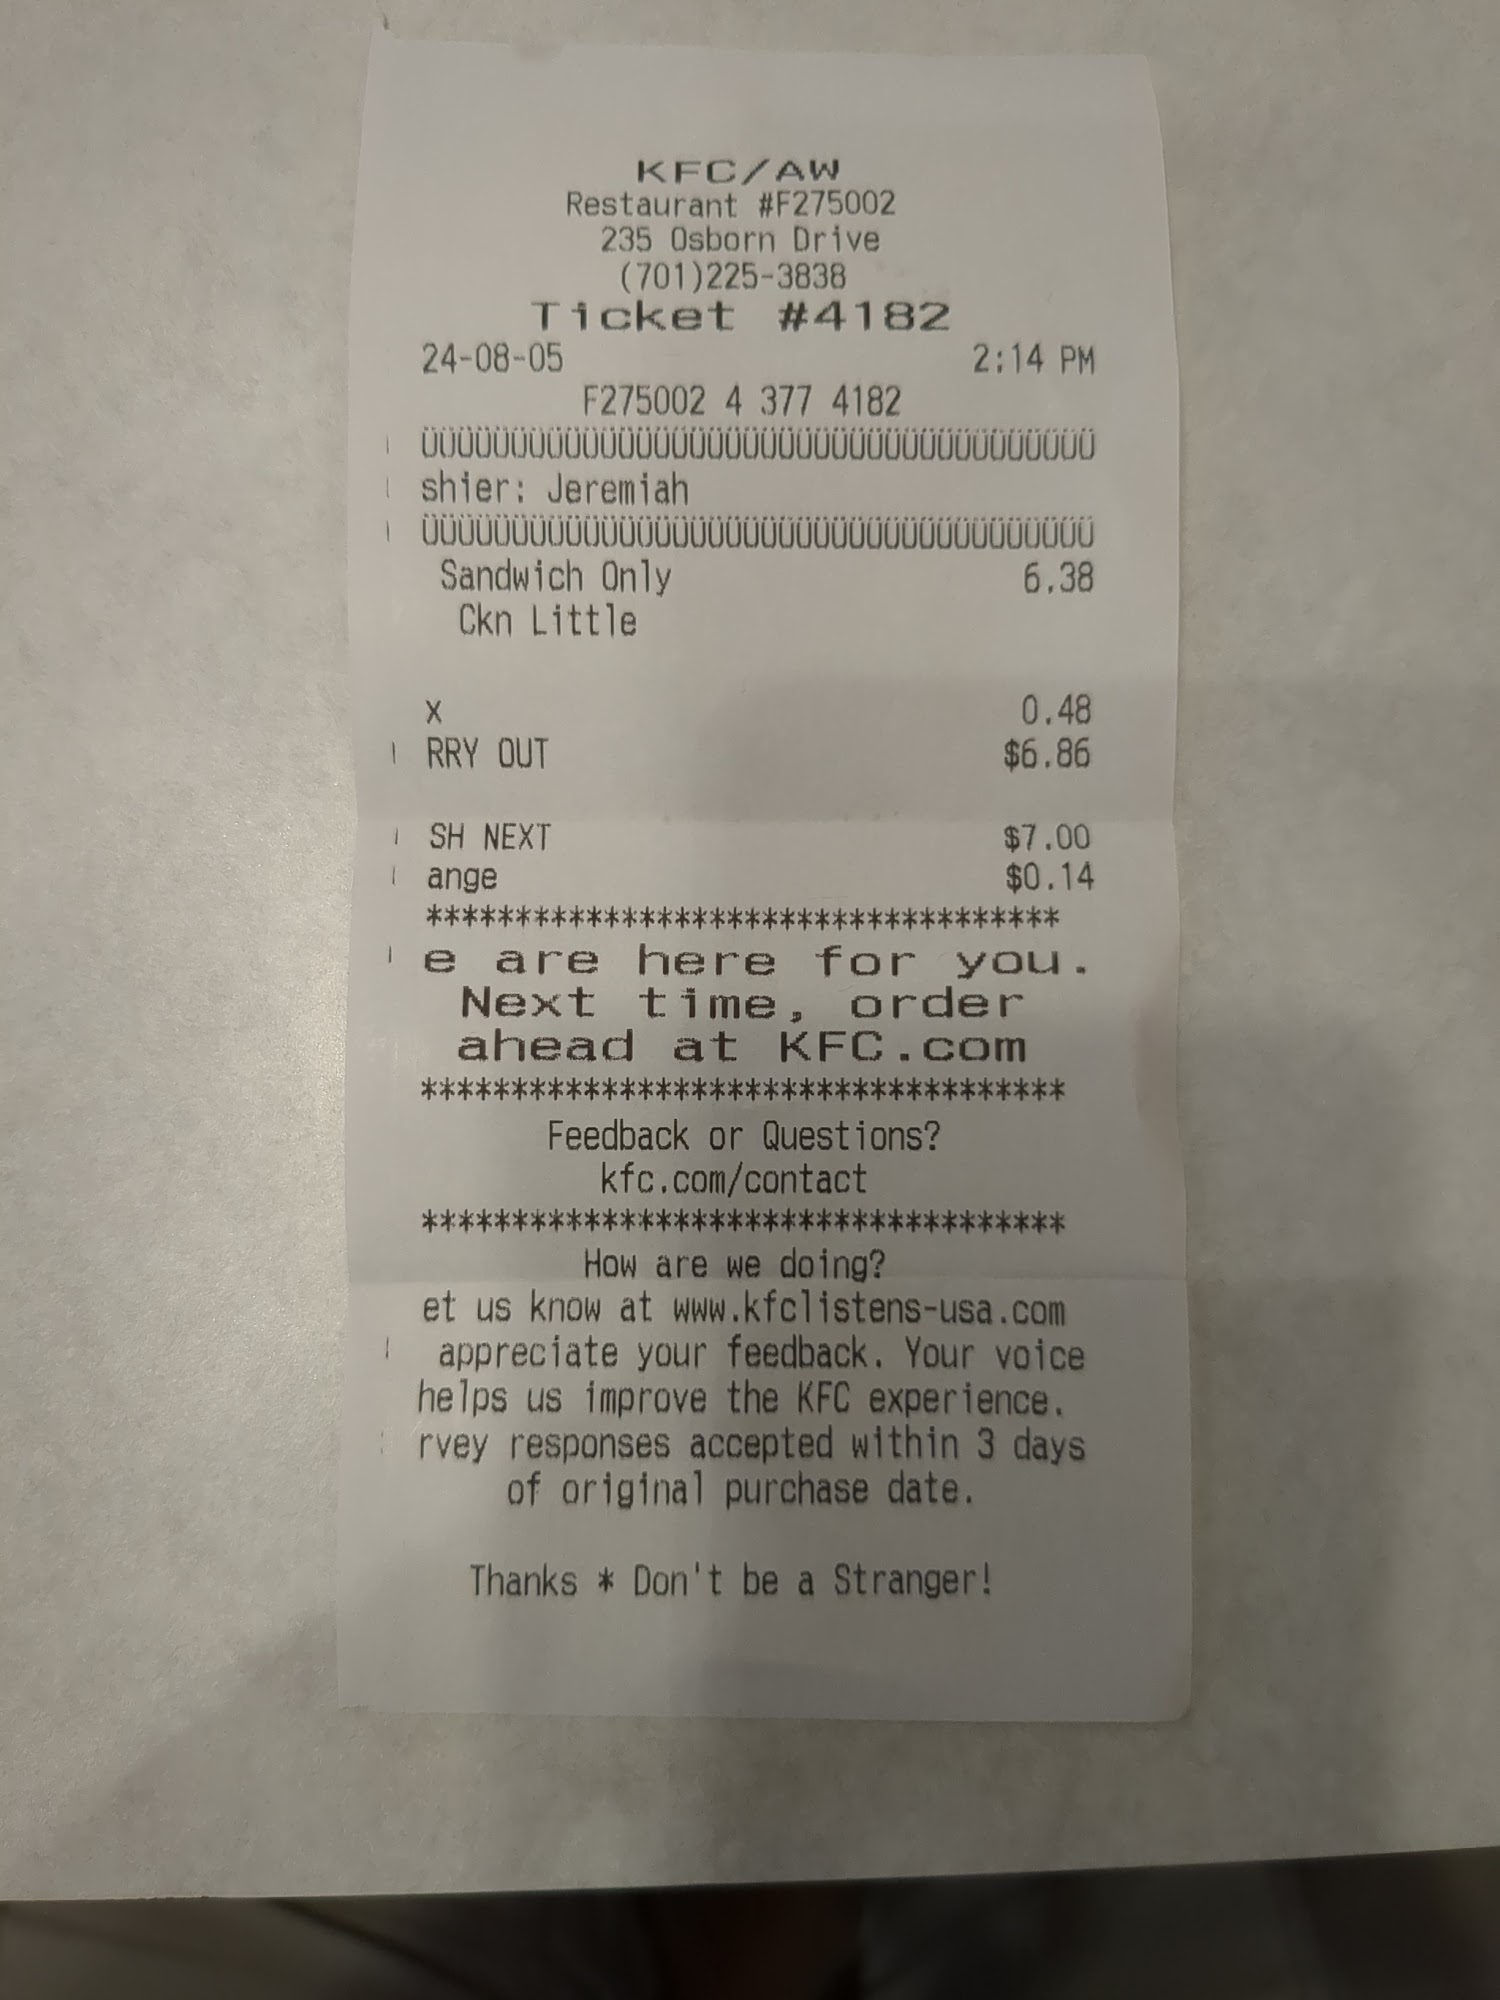 KFC/AW
Restaurant #F275002
235 Osborn Drive
(701)225-3838
Ticket #4182
24-08-05 2:14 PM
F275002 4 377 4182
ÜÜÜÜÜÜÜÜÜÜÜÜÜÜÜÜÜÜÜÜÜÜÜÜÜÜÜÜÜÜÜÜÜÜÜÜÜÜ
shier: Jeremiah
ÜÜÜÜÜÜÜÜÜÜÜÜÜÜÜÜÜÜÜÜÜÜÜÜÜÜÜÜÜÜÜÜÜÜÜÜÜÜ
Sandwich Only 6.38
Ckn Little
x 0.48
RRY OUT $6.86
SH NEXT $7.00
ange $0.14
************************************
e are here for you.
Next time, order
ahead at KFC.com
************************************
Feedback or Questions?
kfc.com/contact
************************************
How are we doing?
et us know at www.kfclistens-usa.com
appreciate your feedback. Your voice
helps us improve the KFC experience.
rvey responses accepted within 3 days
of original purchase date.
Thanks * Don't be a Stranger!